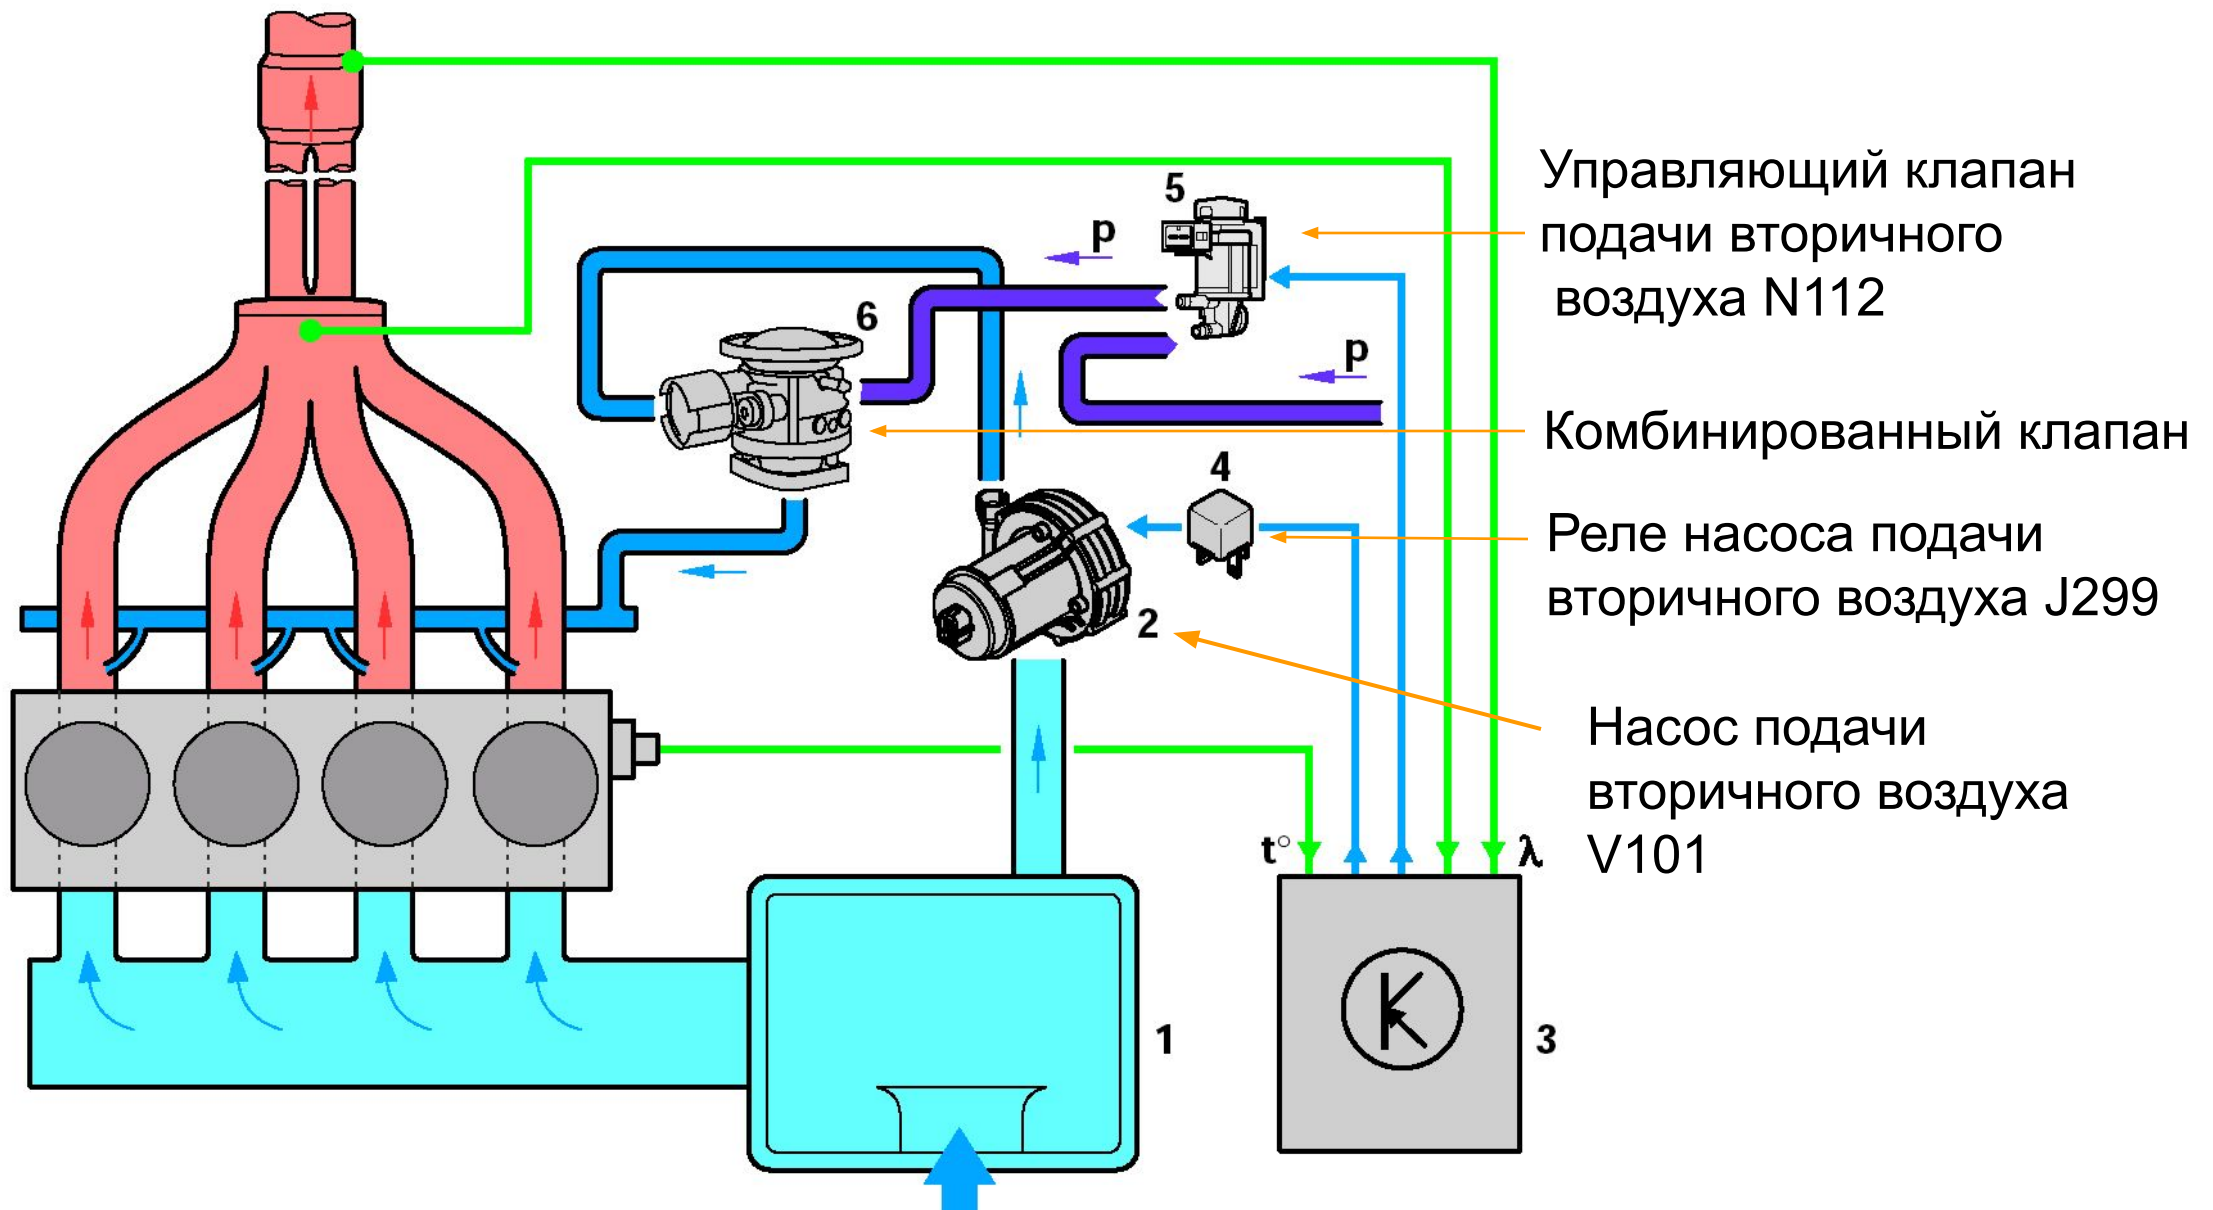 Управляющий клапан
подачи вторичного
воздуха N112
5
p
6
p
Комбинированный клапан
4
Реле насоса подачи
вторичного воздуха J299
2
Насос подачи
вторичного воздуха
V101
t°
λ
1
3